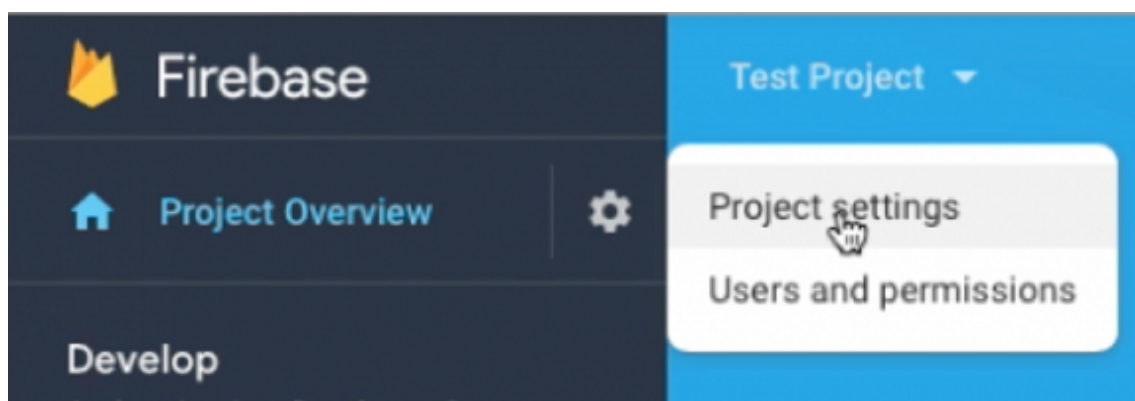 Firebase
Test Project
Project Overview
Project settings
Users and permissions
Develop